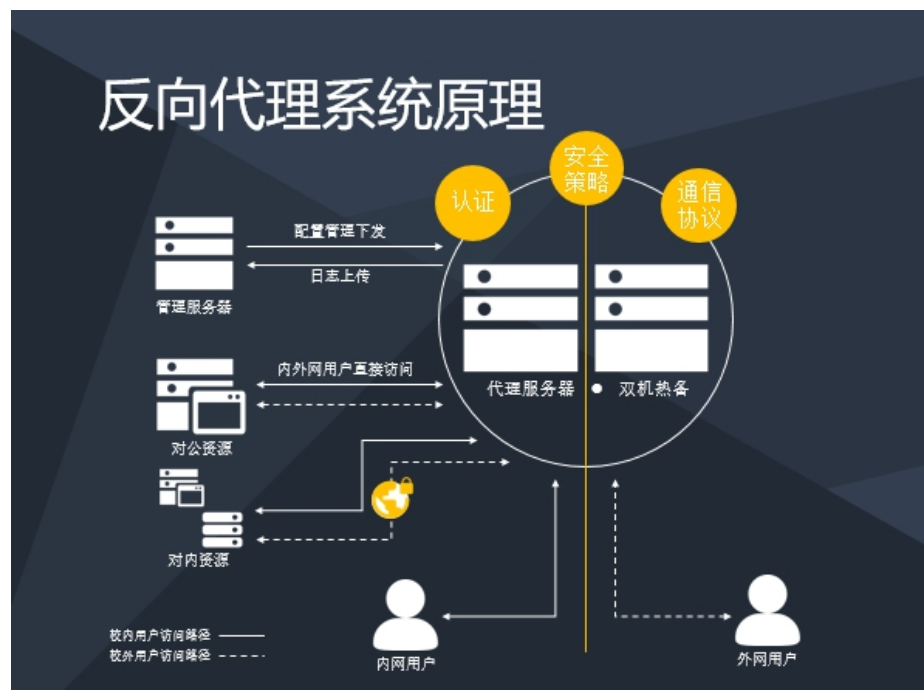 反向代理系统原理
认证
安全
策略
通信
协议
配置管理下发
日志上传
管理服务器
代理服务器 ● 双机热备
内外网用户直接访问
对公资源
对内资源
内网用户
外网用户
校内用户访问路径
校外用户访问路径